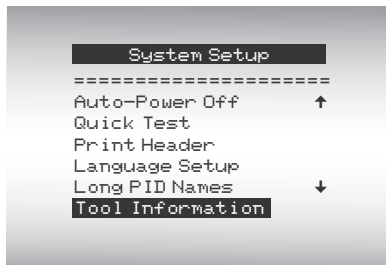 System Setup
=====================
Auto-Power Off ↑
Quick Test
Print Header
Language Setup
Long PID Names ↓
Tool Information